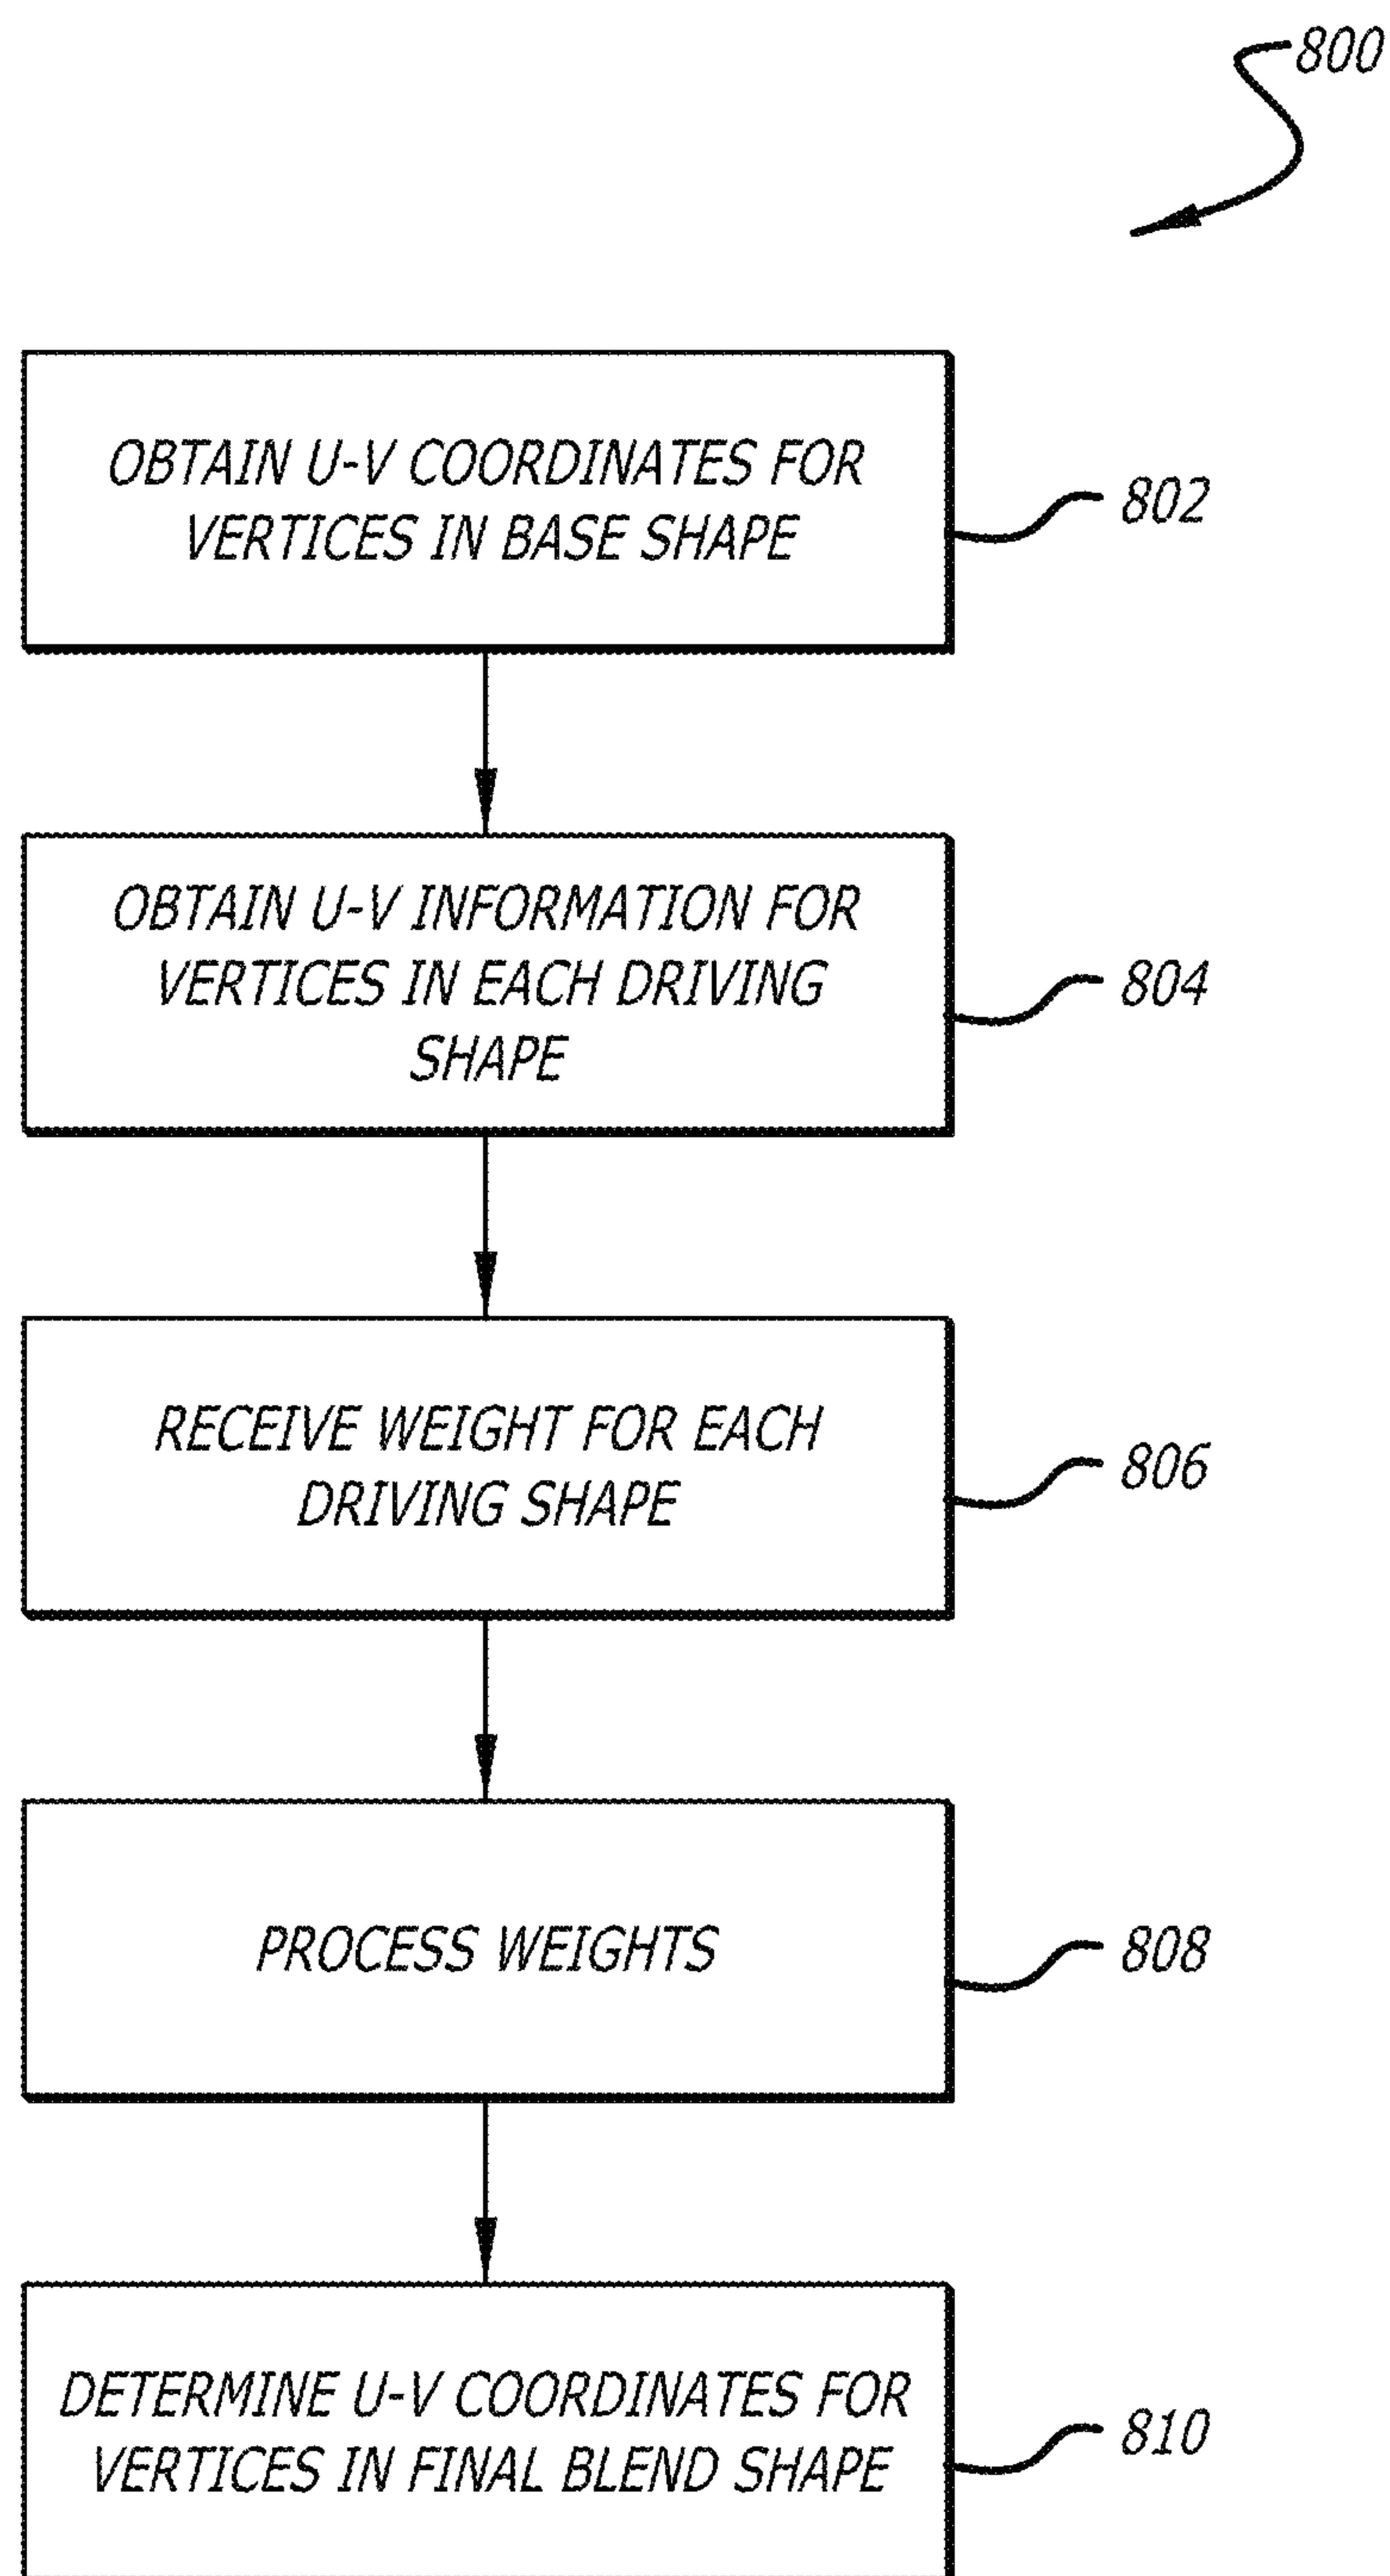 800
OBTAIN U-V COORDINATES FOR
VERTICES IN BASE SHAPE
802
OBTAIN U-V INFORMATION FOR
VERTICES IN EACH DRIVING
SHAPE
804
RECEIVE WEIGHT FOR EACH
DRIVING SHAPE
806
PROCESS WEIGHTS
808
DETERMINE U-V COORDINATES FOR
VERTICES IN FINAL BLEND SHAPE
810